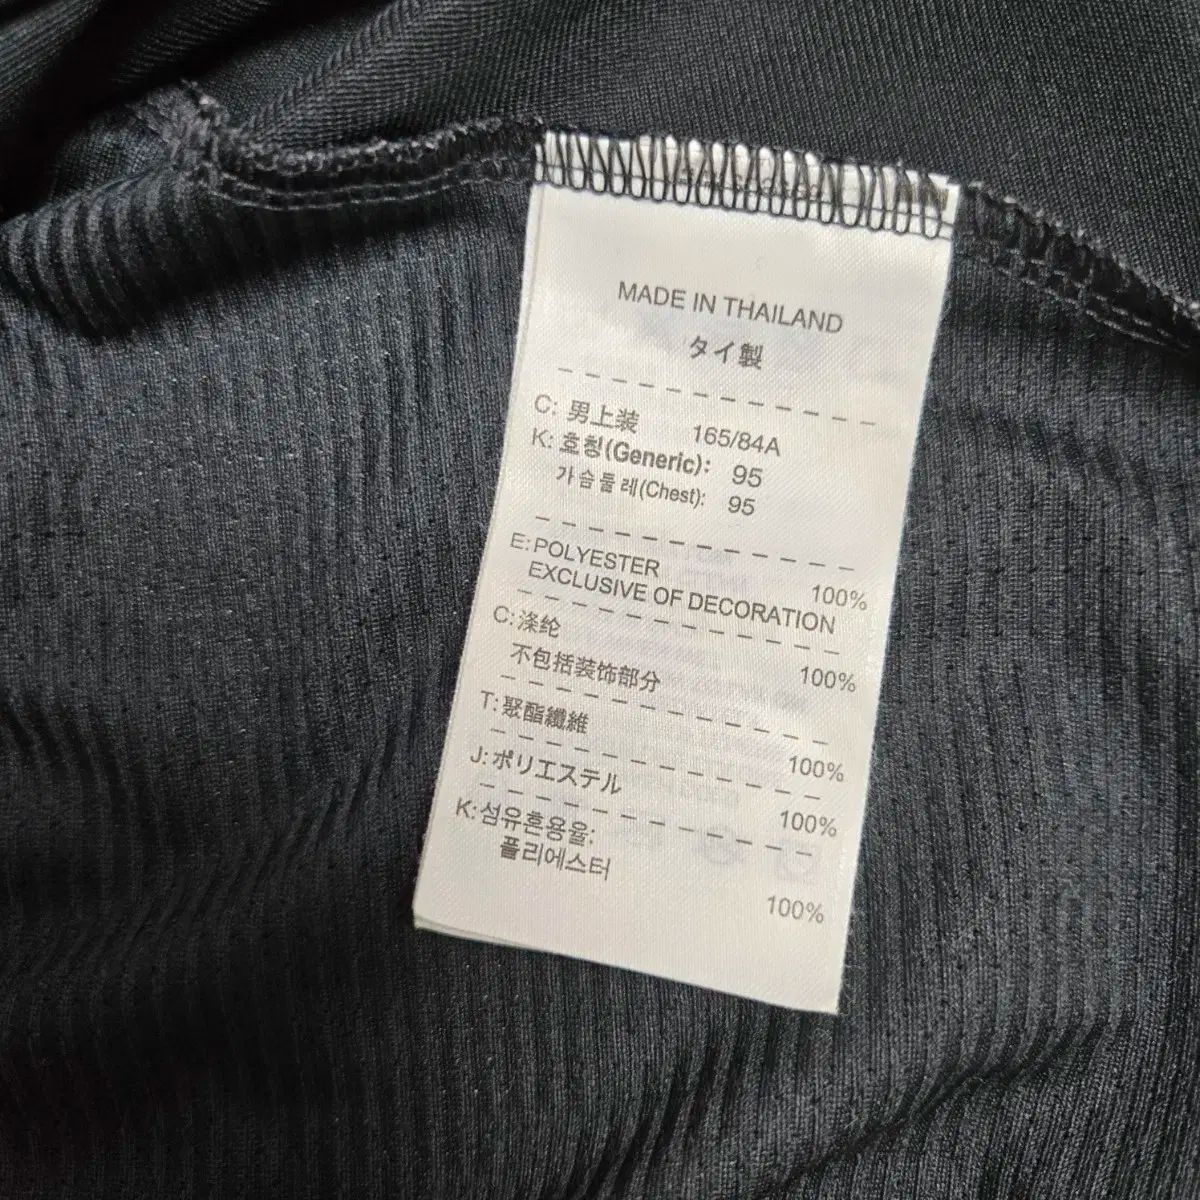 MADE IN THAILAND
タイ製
C: 男上装 165/84A
K: 호칭(Generic): 95
가슴둘레(Chest): 95
E: POLYESTER 100%
EXCLUSIVE OF DECORATION
C: 涤纶 100%
不包括装饰部分
T: 聚酯纖維 100%
J: ポリエステル 100%
K: 섬유혼용율:
폴리에스터 100%